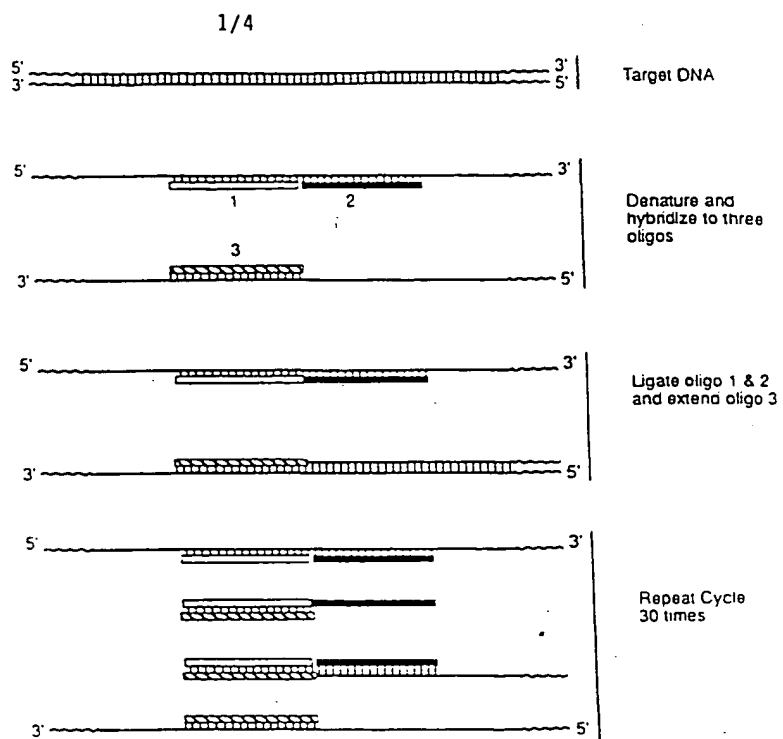 1/4
5' 3'
3' 5'
Target DNA
5' 3'
1 2
3
3' 5'
Denature and
hybridize to three
oligos
5' 3'
3' 5'
Ligate oligo 1 & 2
and extend oligo 3
5' 3'
3' 5'
Repeat Cycle
30 times